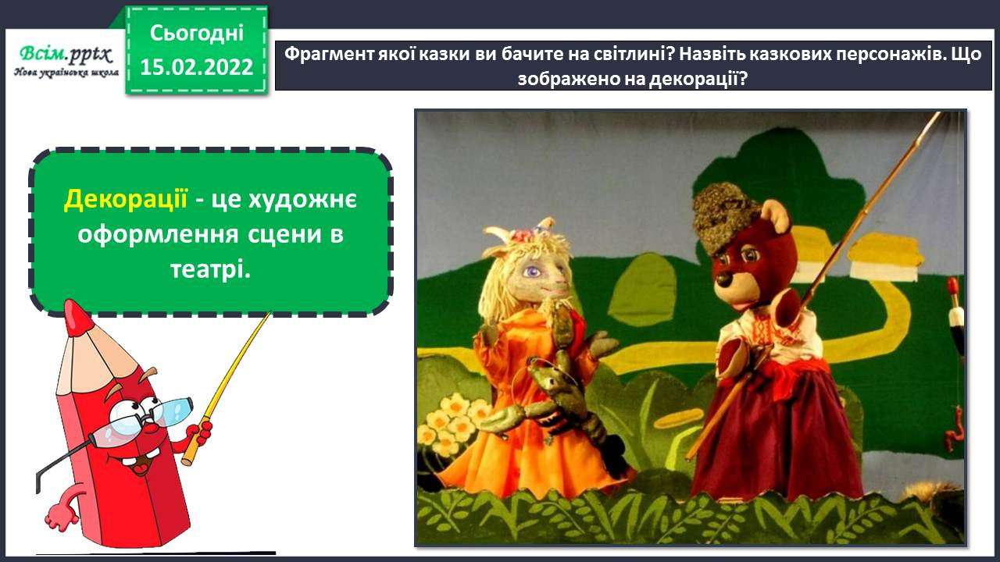 Всім.pptx
Нова українська школа
Сьогодні
15.02.2022
Фрагмент якої казки ви бачите на світлині? Назвіть казкових персонажів. Що
зображено на декорації?
Декорації - це художнє
оформлення сцени в
театрі.